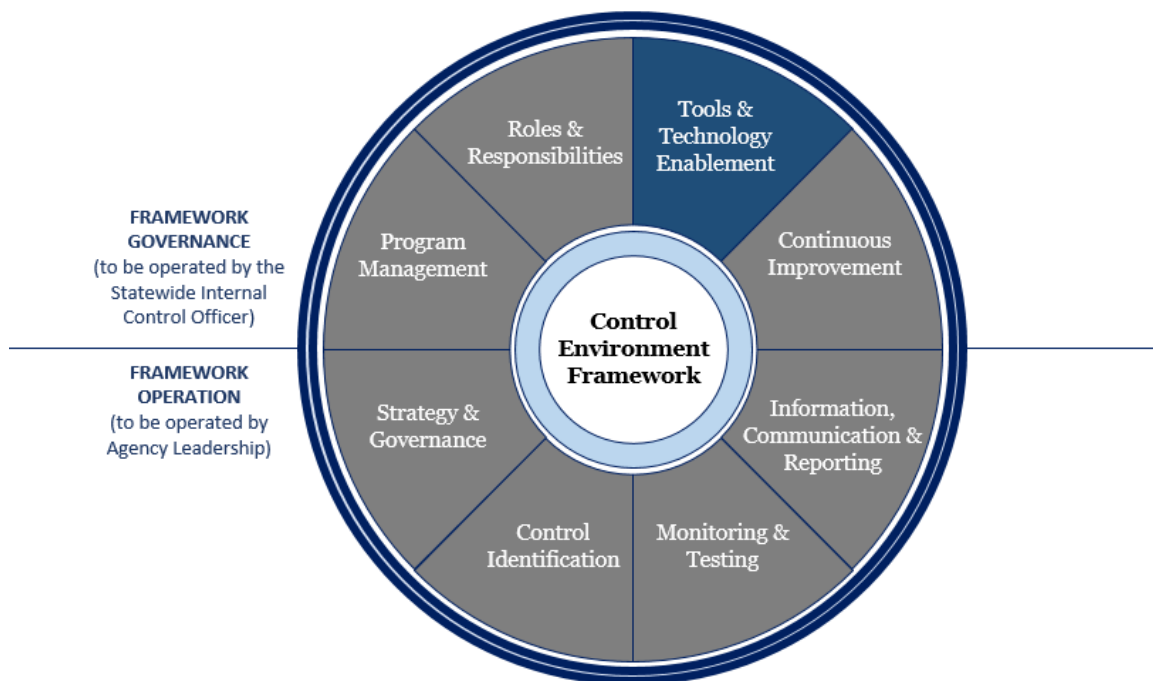 Roles &
Responsibilities
Tools &
Technology
Enablement
FRAMEWORK
GOVERNANCE
(to be operated by the
Statewide Internal
Control Officer)
Program
Management
Continuous
Improvement
Control
Environment
Framework
FRAMEWORK
OPERATION
(to be operated by
Agency Leadership)
Strategy &
Governance
Information,
Communication &
Reporting
Control
Identification
Monitoring &
Testing